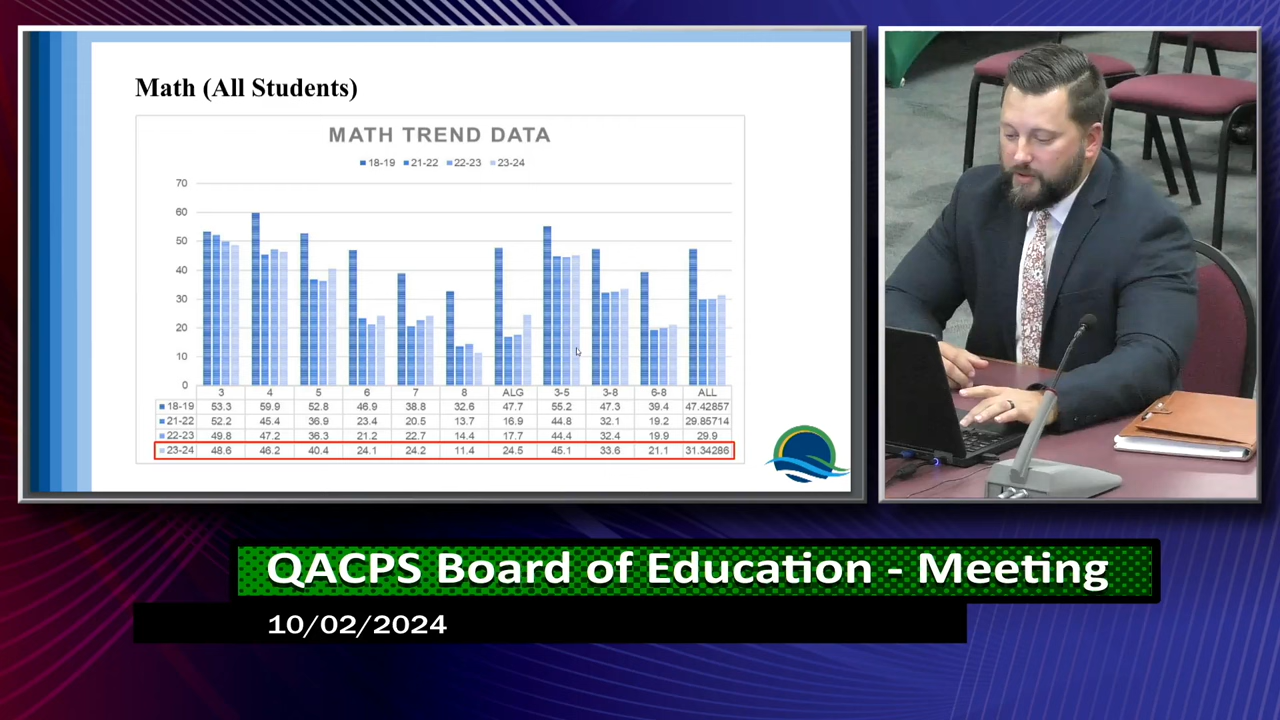 Math (All Students)
MATH TREND DATA
18-19 21-22 22-23 23-24
70
60
50
40
30
20
10
0
3 4 5 6 7 8 ALG 3-5 3-8 6-8 ALL
18-19 53.3 59.9 52.8 46.9 38.8 32.6 47.7 55.2 47.3 39.4 47.42857
21-22 52.2 45.4 36.9 23.4 20.5 13.7 16.9 44.8 32.1 19.2 29.85714
22-23 49.8 47.2 36.3 21.2 22.7 14.4 17.7 44.4 32.4 19.9 29.9
23-24 48.6 46.2 40.4 24.1 24.2 11.4 24.5 45.1 33.6 21.1 31.34286
QACPS Board of Education - Meeting
10/02/2024